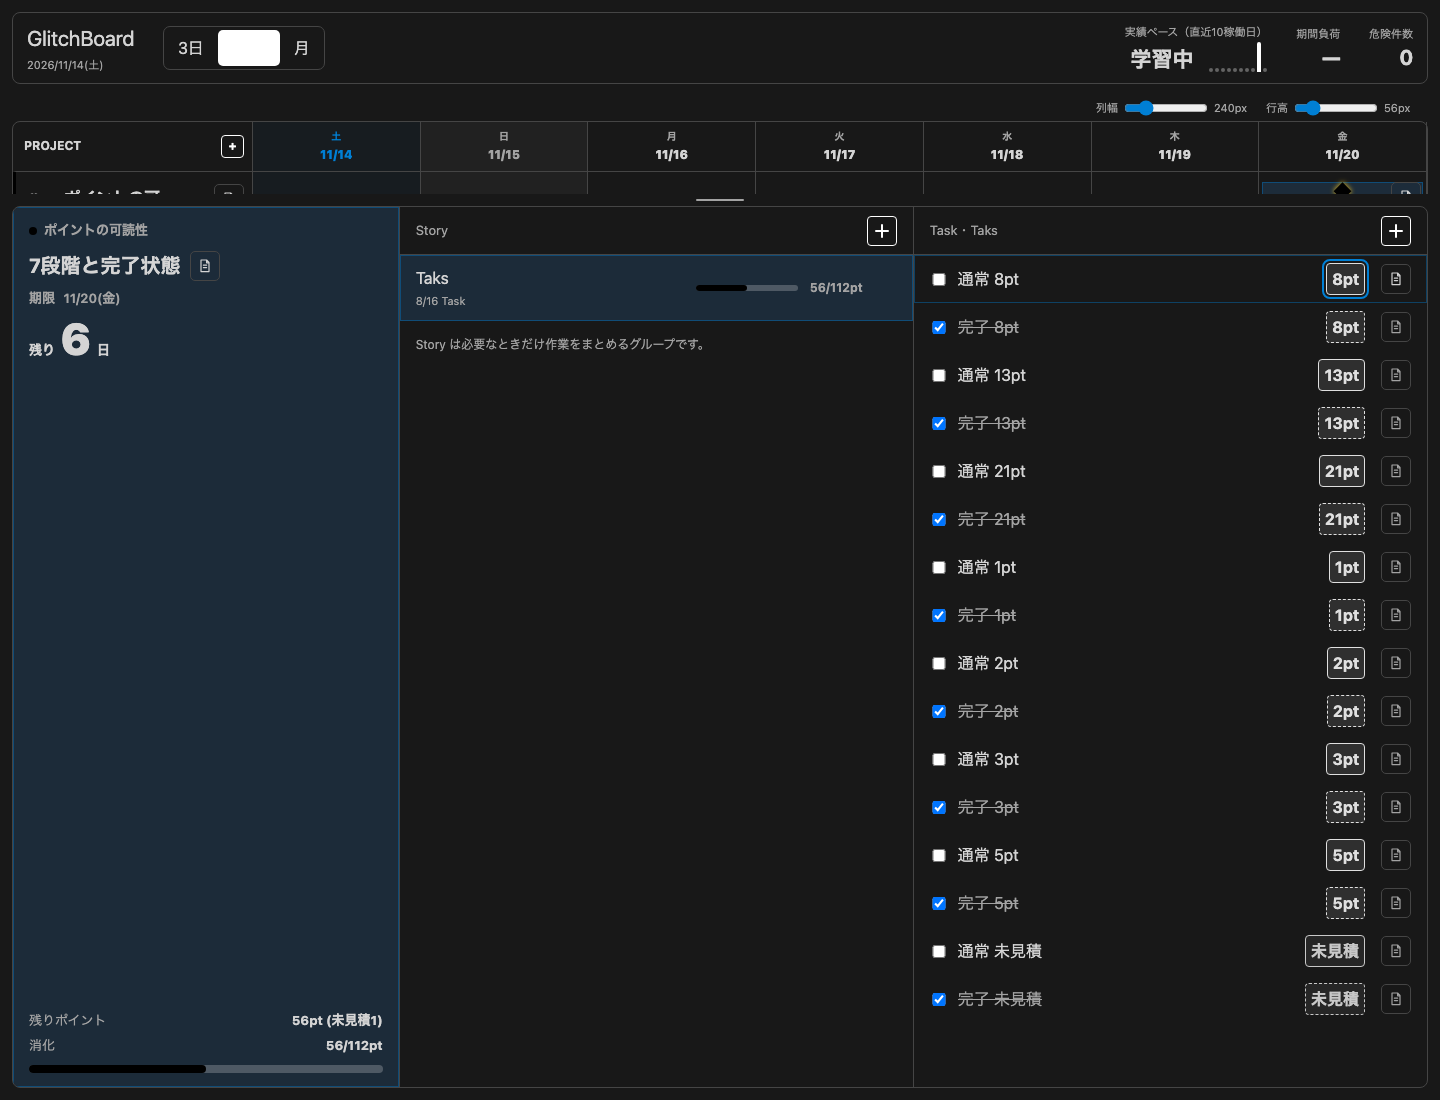 GlitchBoard
2026/11/14(土)
3日
月
実績ペース（直近10稼働日）
学習中
期間負荷
—
危険件数
0
列幅
240px
行高
56px
PROJECT
+
土
11/14
日
11/15
月
11/16
火
11/17
水
11/18
木
11/19
金
11/20
ポイントの可読性
7段階と完了状態
期限 11/20(金)
残り 6 日
残りポイント
56pt (未見積1)
消化
56/112pt
Story
Taks
8/16 Task
56/112pt
Story は必要なときだけ作業をまとめるグループです。
Task · Taks
通常 8pt 8pt
完了 8pt 8pt
通常 13pt 13pt
完了 13pt 13pt
通常 21pt 21pt
完了 21pt 21pt
通常 1pt 1pt
完了 1pt 1pt
通常 2pt 2pt
完了 2pt 2pt
通常 3pt 3pt
完了 3pt 3pt
通常 5pt 5pt
完了 5pt 5pt
通常 未見積 未見積
完了 未見積 未見積